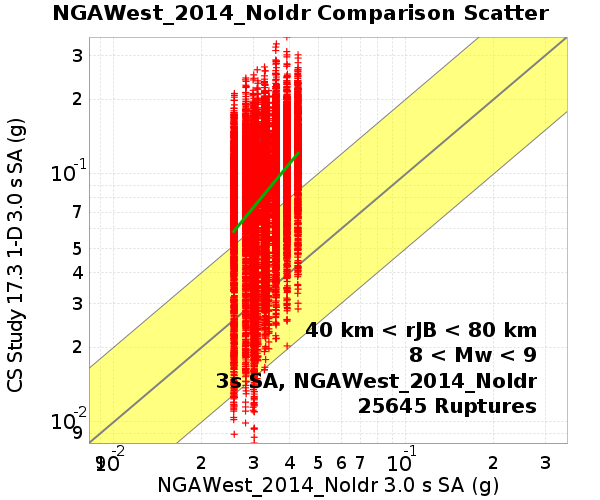 NGAWest_2014_NoIdr Comparison Scatter
CS Study 17.3 1-D 3.0 s SA (g)
3
2
10-1
7
5
4
3
2
10-2
9
40 km < rJB < 80 km
8 < Mw < 9
3s SA, NGAWest_2014_NoIdr
25645 Ruptures
9 10-2 2 3 4 5 6 7 10-1 2 3
NGAWest_2014_NoIdr 3.0 s SA (g)